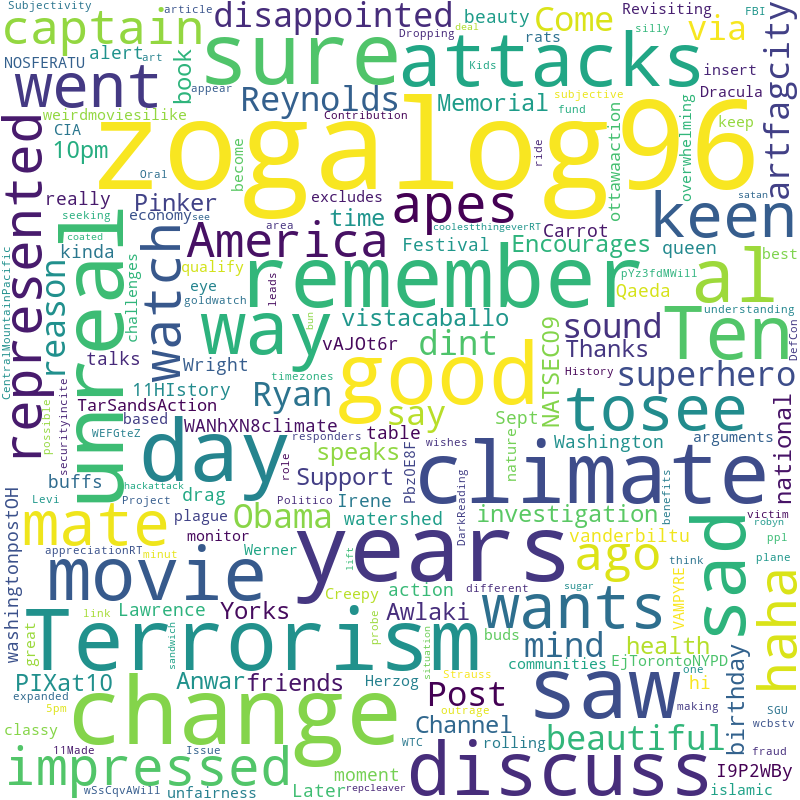 Subjectivity
article
captain
disappointed
Dropping
deal
beauty
rats
Come
Revisiting
silly
via
FBI
NOSFERATU
alert
art
went
book
appear
sure
attacks
Kids
subjective
insert
Dracula
artfagcity
weirdmoviesilike
CIA
10pm
Reynolds
Memorial
fund
Contribution
zogalog96
keep
overwhelming
ottawaaction
represented
really
become
Oral
ride
satan
Pinker
excludes
apes
Carrot
keen
seeking
economy
see
time
area
coolestthingeverRT
coated
kinda
America
Festival
Encourages
queen
best
unreal
challenges
watch
qualify
eye
goldwatch
leads
remember
pYz3fdMWill
Qaeda
al
CentralMountainPacific
reason
way
bun
vistacaballo
understanding
talks
Wright
vAJOt6r
dint
NATSEC09
sound
Thanks
Ten
DefCon
11HIstory
timezones
good
History
superhero
possible
securityincite
TarSandsAction
Ryan
say
tosee
based
WEFGteZ
WANhXN8climate
table
Sept
national
responders
speaks
PbzOE8F
wishes
nature
Washington
arguments
day
role
Support
climate
buffs
hackattack
drag
Irene
Levi
Project
Politico
washingtonpostOH
mate
plague
Obama
watershed
investigation
DarkReading
benefits
victim
robyn
appreciationRT
monitor
years
vanderbiltu
ppl
minut
Werner
lift
ago
think
plane
movie
action
different
sad
link
Creepy
sugar
VAMPYRE
haha
great
Lawrence
Yorks
probe
Awlaki
wants
Terrorism
sandwich
situation
buds
mind
health
communities
EjTorontoNYPD
one
birthday
PIXat10
Anwar
friends
Herzog
Strauss
saw
hi
expanded
Post
making
5pm
change
outrage
SGU
classy
Channel
beautiful
wcbstv
11Made
Issue
WTC
rolling
fraud
impressed
moment
discuss
I9P2WBy
wSsCqvAWill
unfairness
Later
repcleaver
islamic